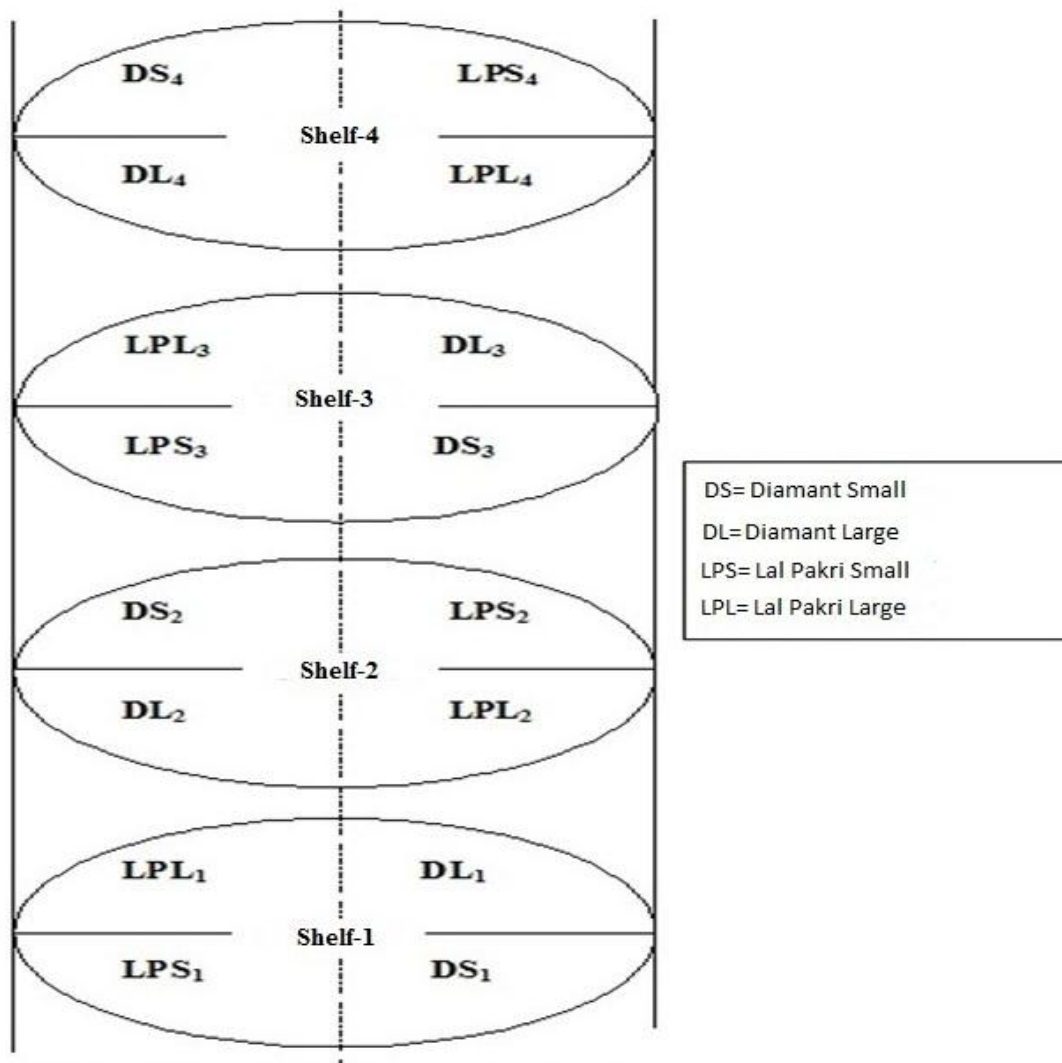 DS₄ LPS₄
Shelf-4
DL₄ LPL₄
LPL₃ DL₃
Shelf-3
LPS₃ DS₃
DS₂ LPS₂
Shelf-2
DL₂ LPL₂
LPL₁ DL₁
Shelf-1
LPS₁ DS₁
DS= Diamant Small
DL= Diamant Large
LPS= Lal Pakri Small
LPL= Lal Pakri Large